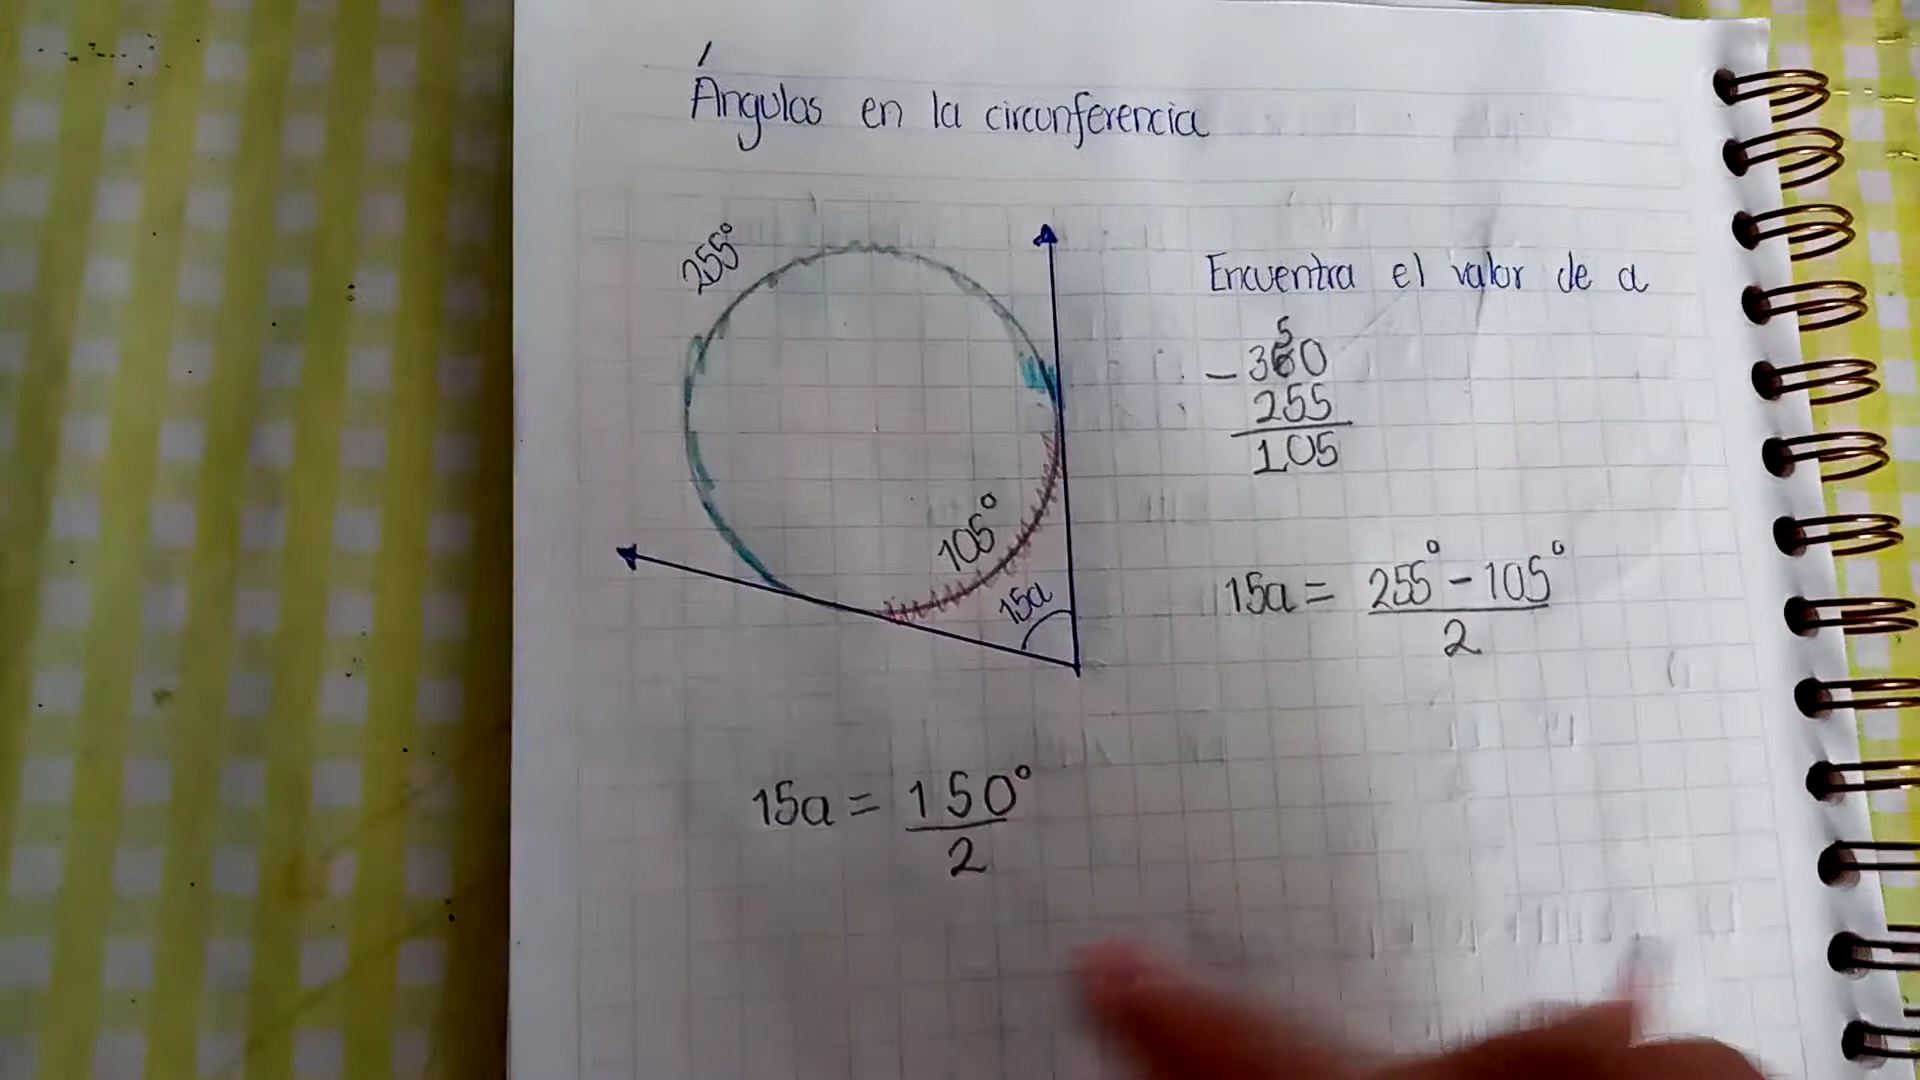 Ángulos en la circunferencia
255°
105°
15a
Encuentra el valor de a
5
- 360
255
105
15a = 255° - 105°
2
15a = 150°
2